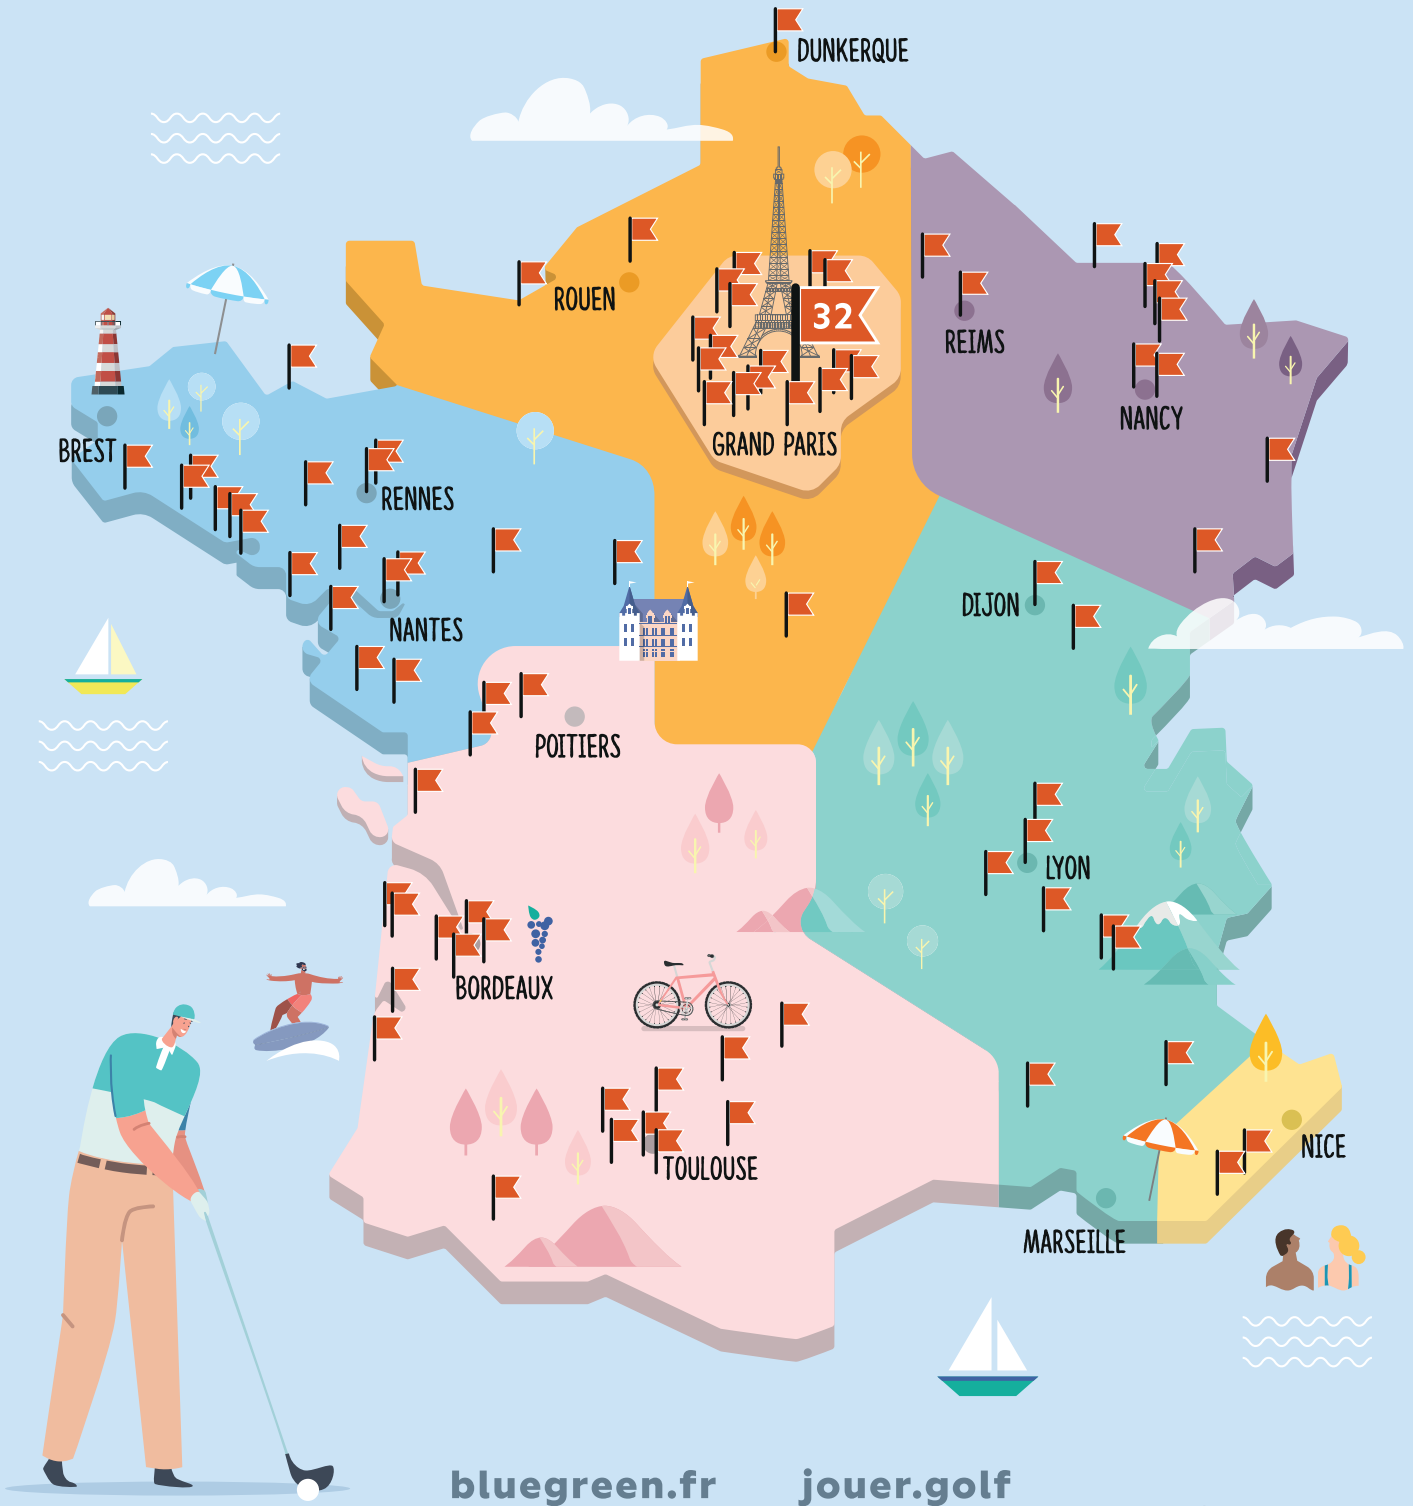 DUNKERQUE
ROUEN
32
REIMS
NANCY
GRAND PARIS
BREST
RENNES
NANTES
DIJON
POITIERS
LYON
BORDEAUX
TOULOUSE
NICE
MARSEILLE
bluegreen.fr
jouer.golf